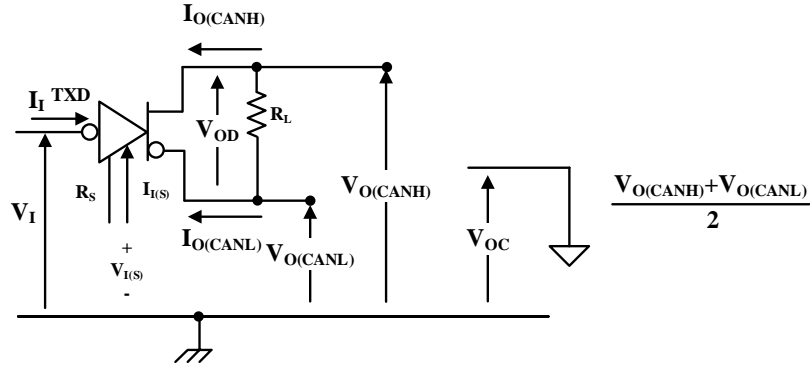 I_O(CANH)
I_I TXD
R_L
V_OD
R_S
I_I(S)
V_O(CANH)
V_I
I_O(CANL)
V_O(CANL)
+
V_I(S)
-
V_OC
V_O(CANH)+V_O(CANL)
2